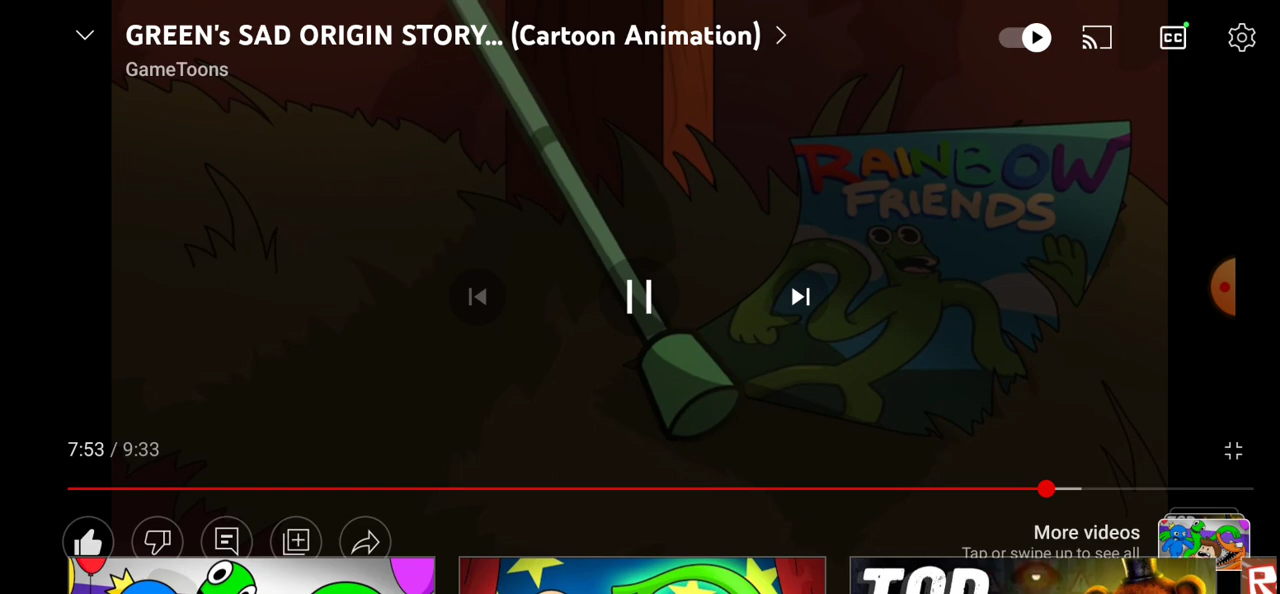 GREEN's SAD ORIGIN STORY... (Cartoon Animation)
GameToons
CC
RAINBOW
FRIENDS
7:53 / 9:33
More videos
Tap or swipe up to see all
TOP